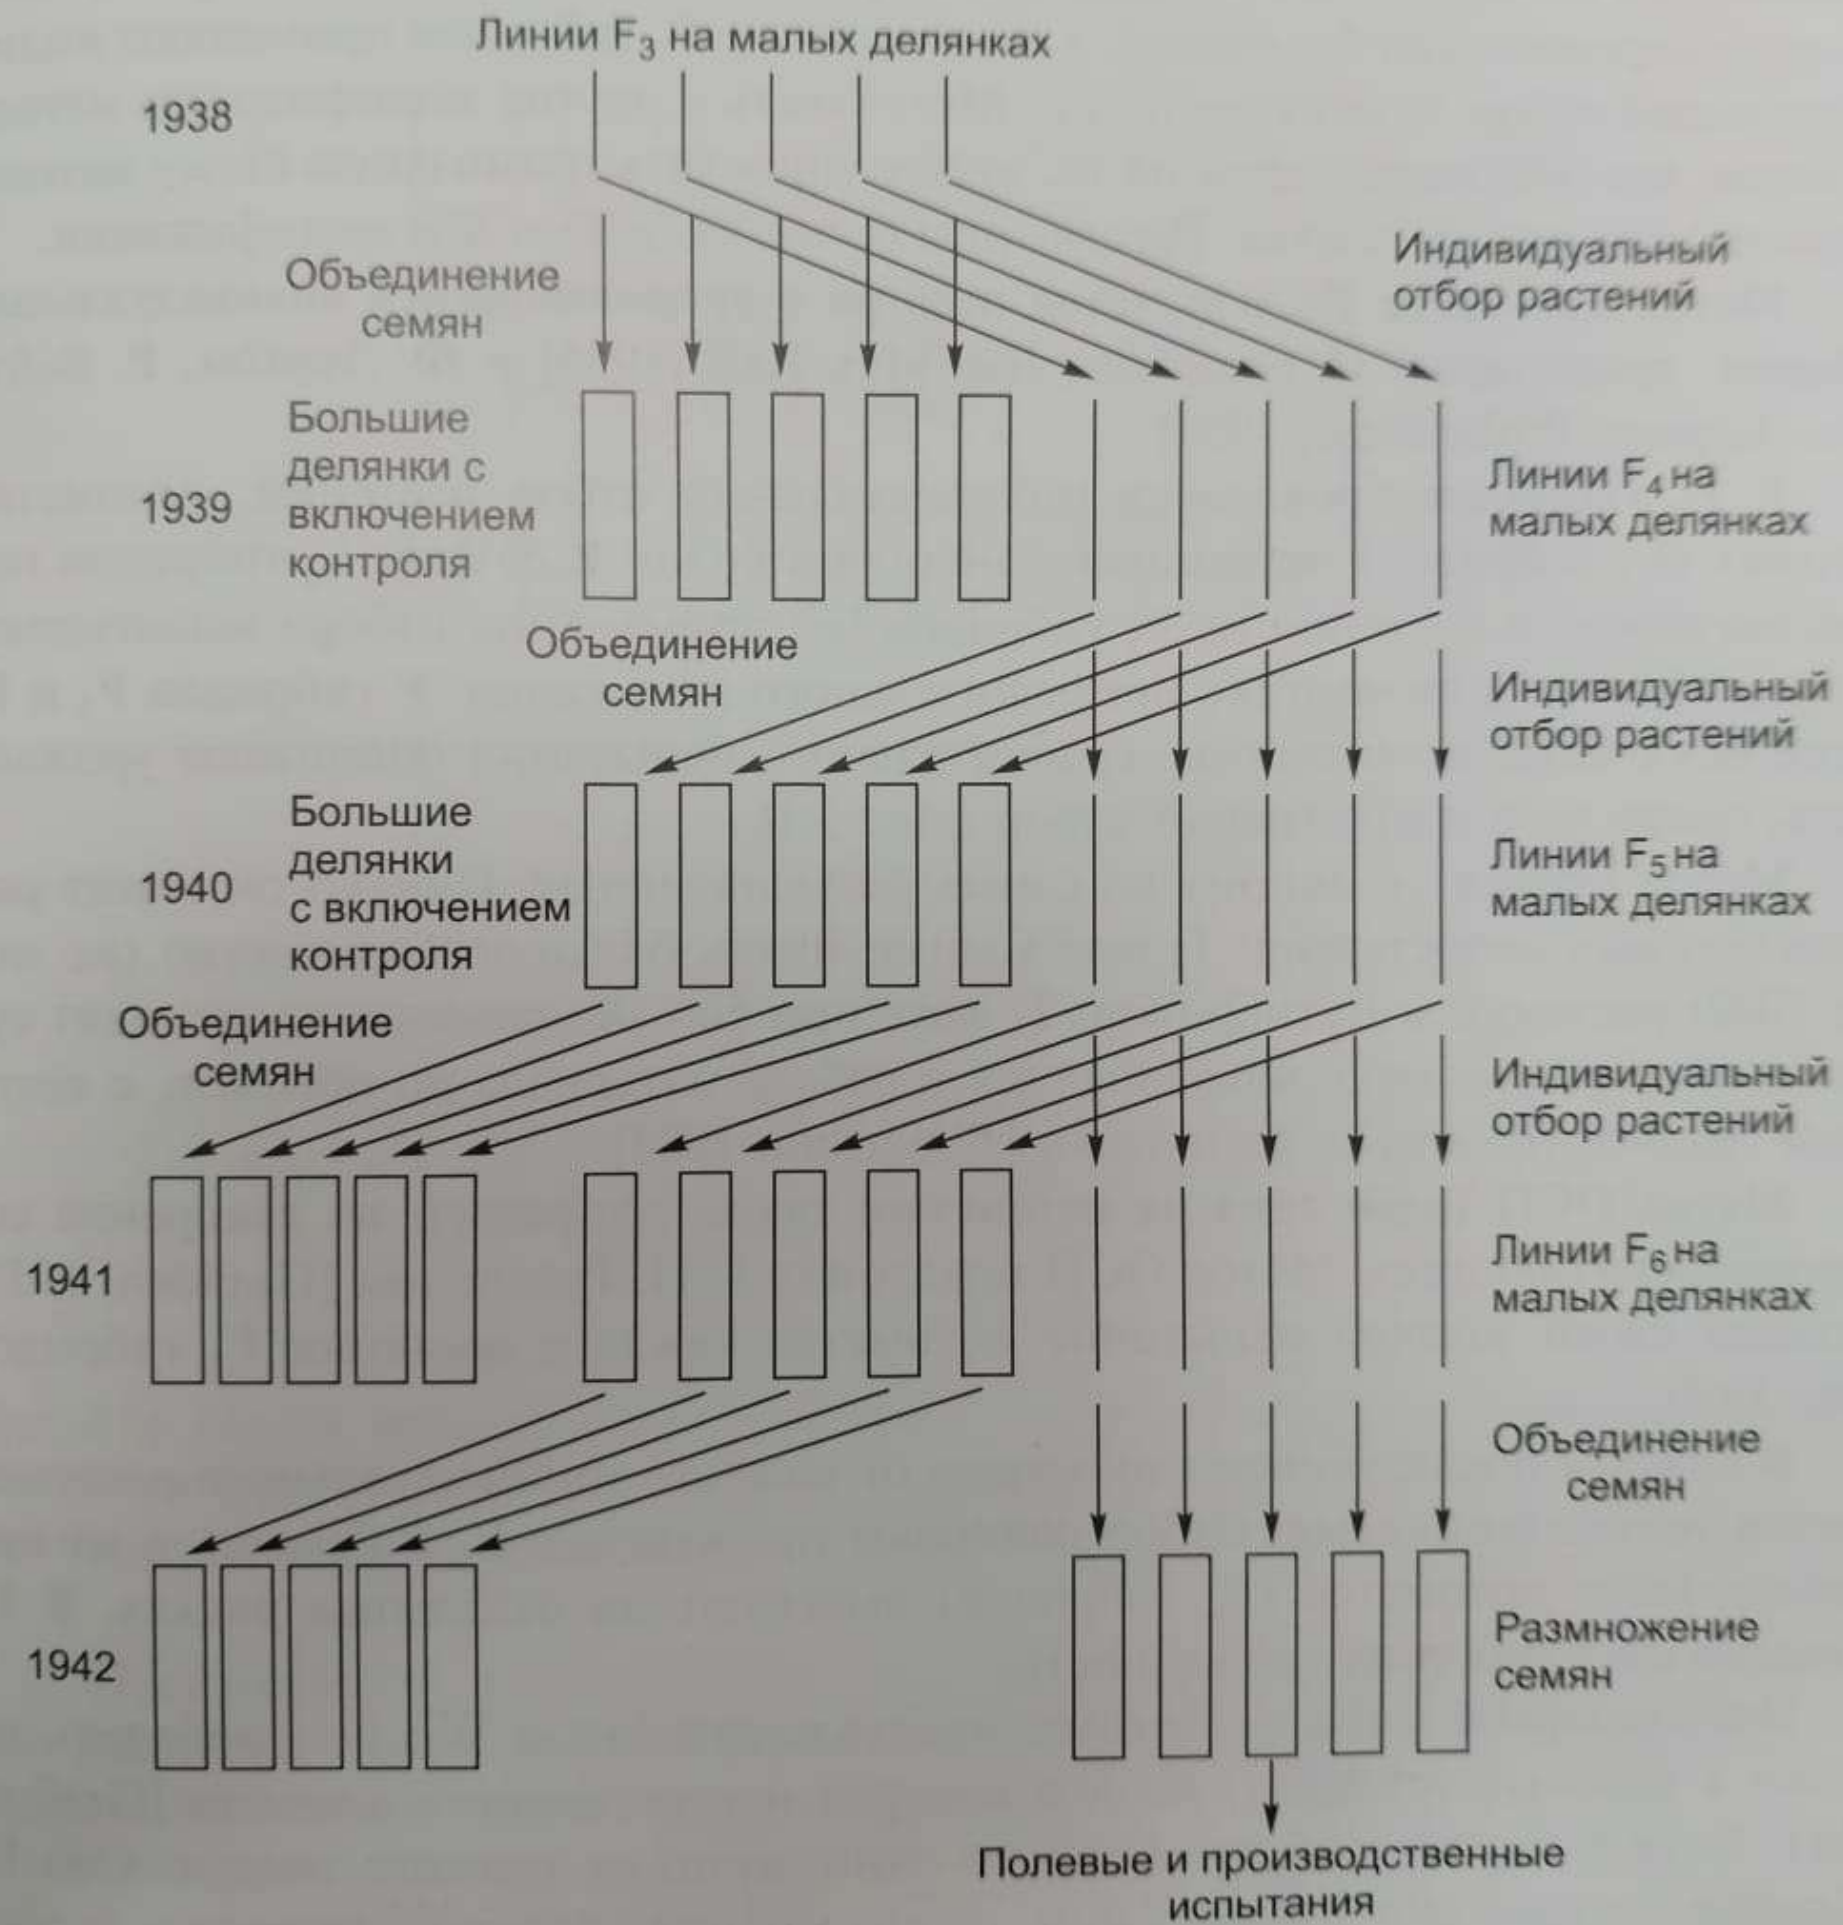 Линии F₃ на малых делянках
1938
Объединение
семян
Индивидуальный
отбор растений
1939
Большие
делянки с
включением
контроля
Линии F₄ на
малых делянках
Объединение
семян
Индивидуальный
отбор растений
1940
Большие
делянки
с включением
контроля
Линии F₅ на
малых делянках
Объединение
семян
Индивидуальный
отбор растений
1941
Линии F₆ на
малых делянках
Объединение
семян
1942
Размножение
семян
Полевые и производственные
испытания